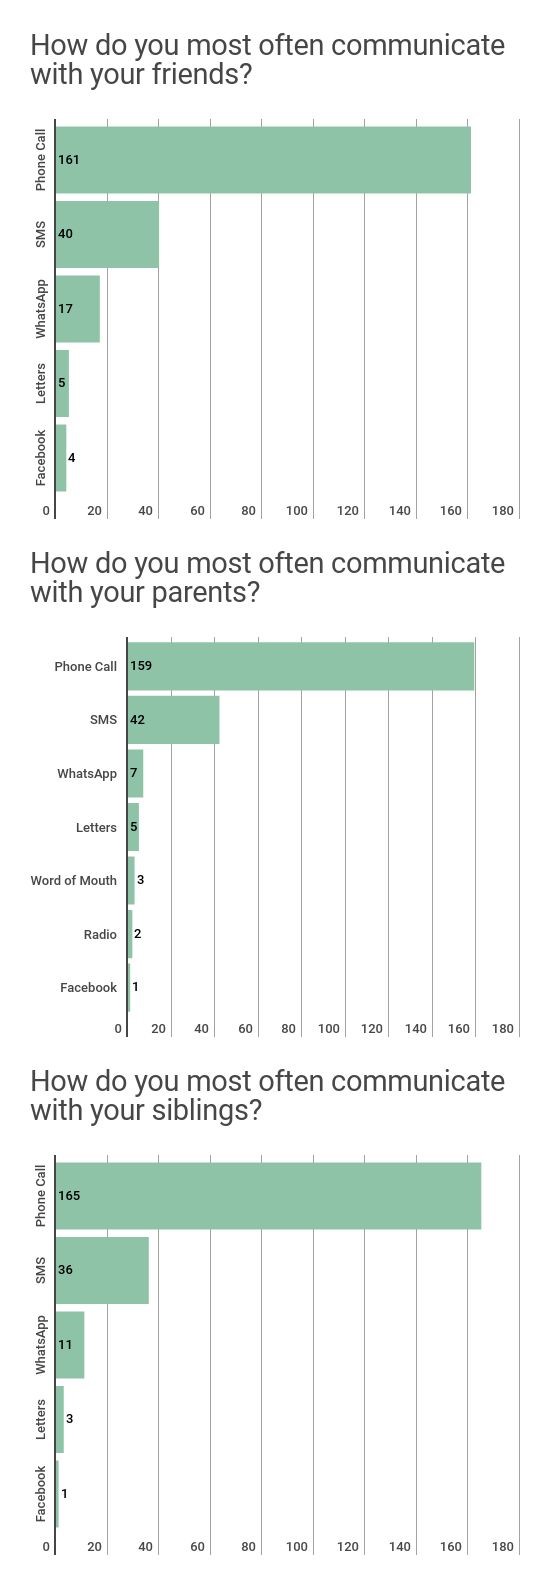 How do you most often communicate
with your friends?
Phone Call
161
SMS
40
WhatsApp
17
Letters
5
Facebook
4
0 20 40 60 80 100 120 140 160 180
How do you most often communicate
with your parents?
Phone Call 159
SMS 42
WhatsApp 7
Letters 5
Word of Mouth 3
Radio 2
Facebook 1
0 20 40 60 80 100 120 140 160 180
How do you most often communicate
with your siblings?
Phone Call
165
SMS
36
WhatsApp
11
Letters
3
Facebook
1
0 20 40 60 80 100 120 140 160 180